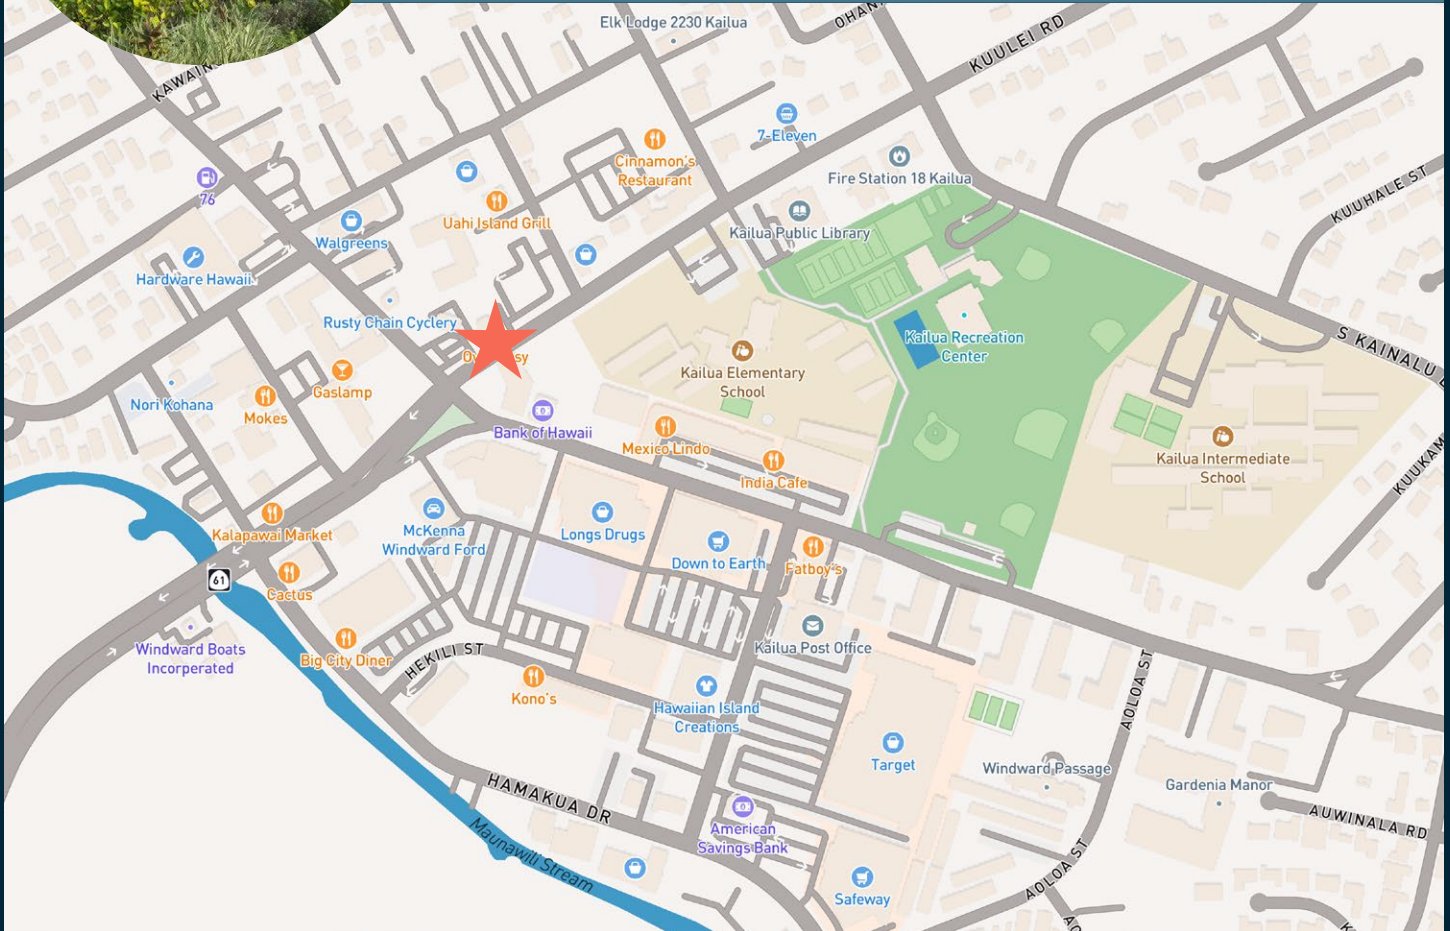 Elk Lodge 2230 Kailua
KUULEI RD
7-Eleven
Cinnamon's
Restaurant
Fire Station 18 Kailua
76
KUUHALE ST
Uahi Island Grill
Walgreens
Kailua Public Library
Hardware Hawaii
Rusty Chain Cyclery
Kailua Recreation
Center
S KAINALU
Kailua Elementary
School
Gaslamp
Nori Kohana
Mokes
Bank of Hawaii
Mexico Lindo
Kailua Intermediate
School
India Cafe
Kalapawai Market
McKenna
Windward Ford
Longs Drugs
Down to Earth
Fatboy's
61
Cactus
Windward Boats
Incorperated
Big City Diner
HEKILI ST
Kailua Post Office
Kono's
Hawaiian Island
Creations
AOLOA ST
Target
Windward Passage
Gardenia Manor
HAMAKUA DR
AUWINALA RD
American
Savings Bank
Maunawili Stream
AOLOA ST
Safeway